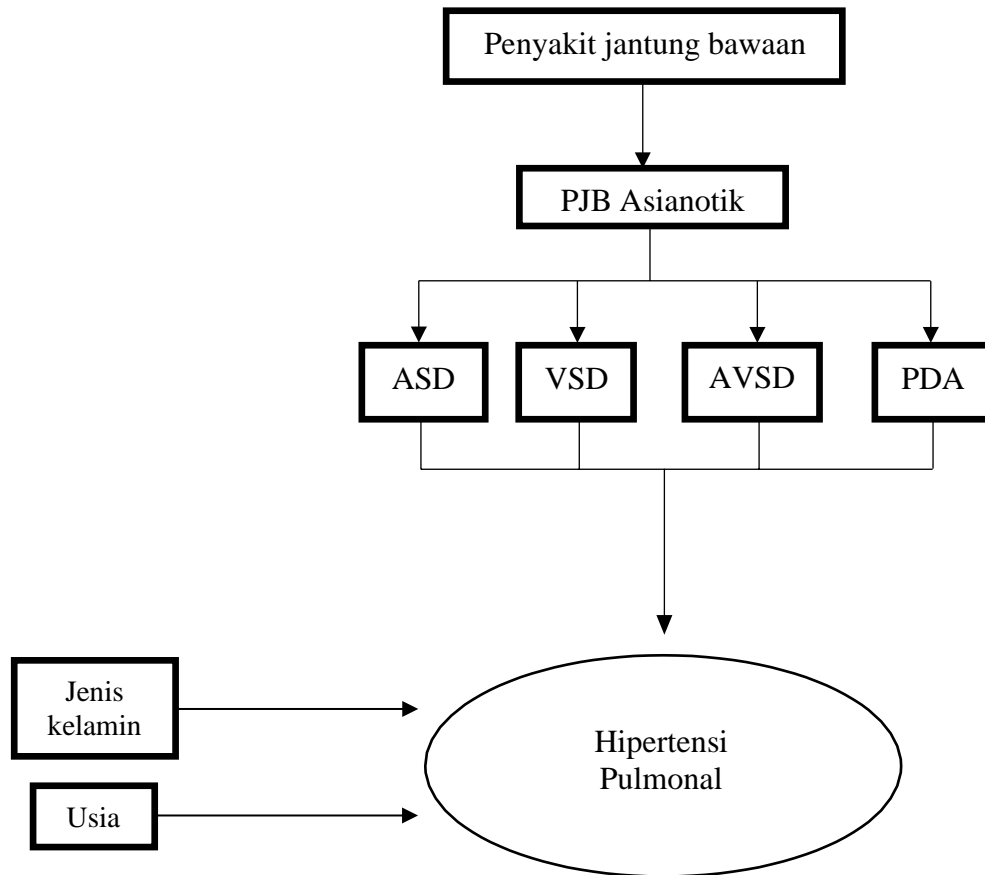 Penyakit jantung bawaan
PJB Asianotik
ASD
VSD
AVSD
PDA
Jenis
kelamin
Hipertensi
Pulmonal
Usia